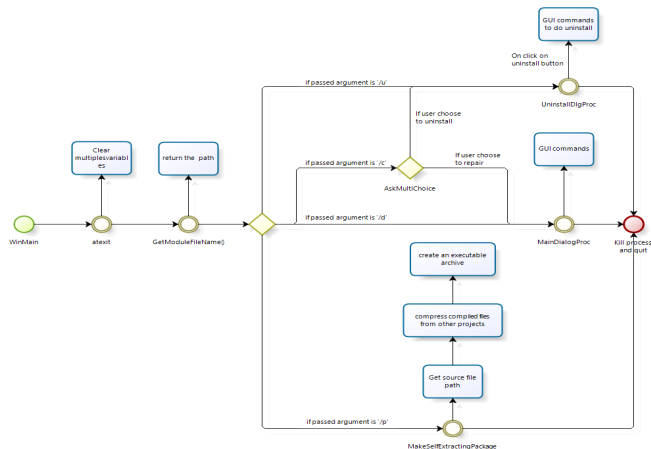 GUI commands
to do uninstall
On click on
uninstall button
if passed argument is '/u'
UninstallDlgProc
If user choose
to uninstall
Clear
multiplesvariabl
es
return the path
if passed argument is '/c'
If user choose
to repair
GUI commands
AskMultiChoice
if passed argument is '/d'
WinMain
atexit
GetModuleFileName()
MainDialogProc
Kill process
and quit
create an executable
archive
compress compiled files
from other projects
Get source file
path
if passed argument is '/p'
MakeSelfExtractingPackage